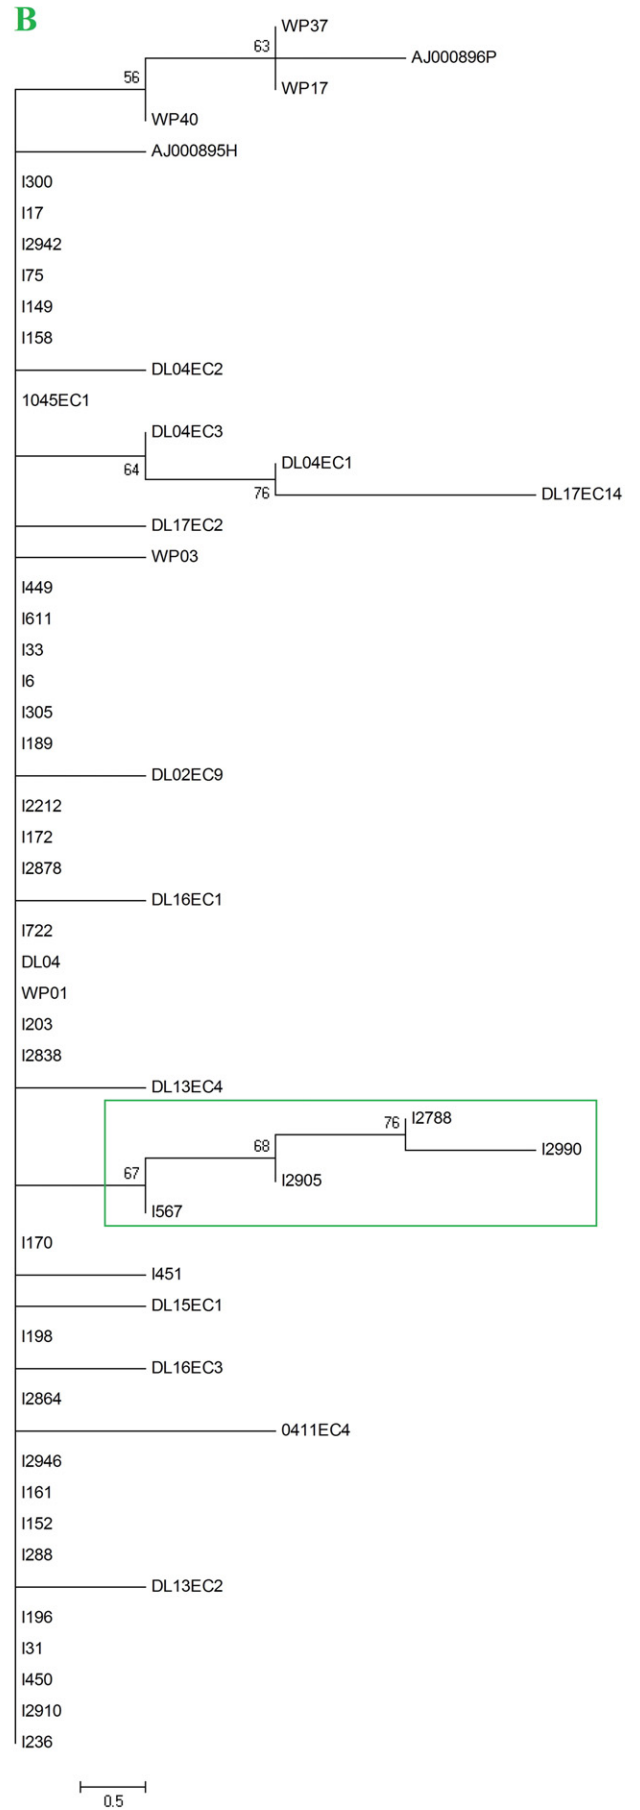 B
WP37
63
AJ000896P
56
WP17
WP40
AJ000895H
I300
I17
I2942
I75
I149
I158
DL04EC2
1045EC1
DL04EC3
64
DL04EC1
76
DL17EC14
DL17EC2
WP03
I449
I611
I33
I6
I305
I189
DL02EC9
I2212
I172
I2878
DL16EC1
I722
DL04
WP01
I203
I2838
DL13EC4
76
I2788
68
I2990
67
I2905
I567
I170
I451
DL15EC1
I198
DL16EC3
I2864
0411EC4
I2946
I161
I152
I288
DL13EC2
I196
I31
I450
I2910
I236
0.5